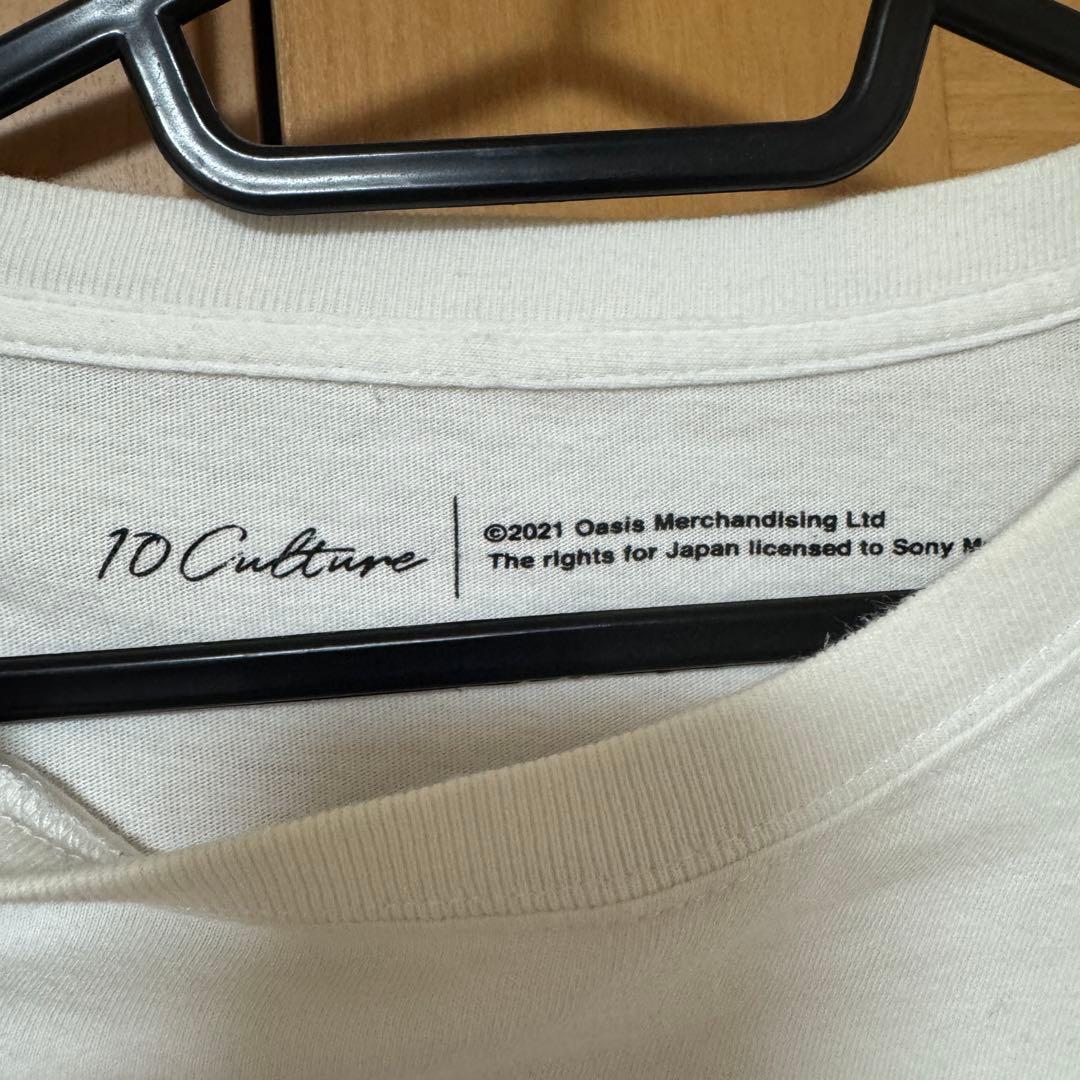 10 Culture
©2021 Oasis Merchandising Ltd
The rights for Japan licensed to Sony